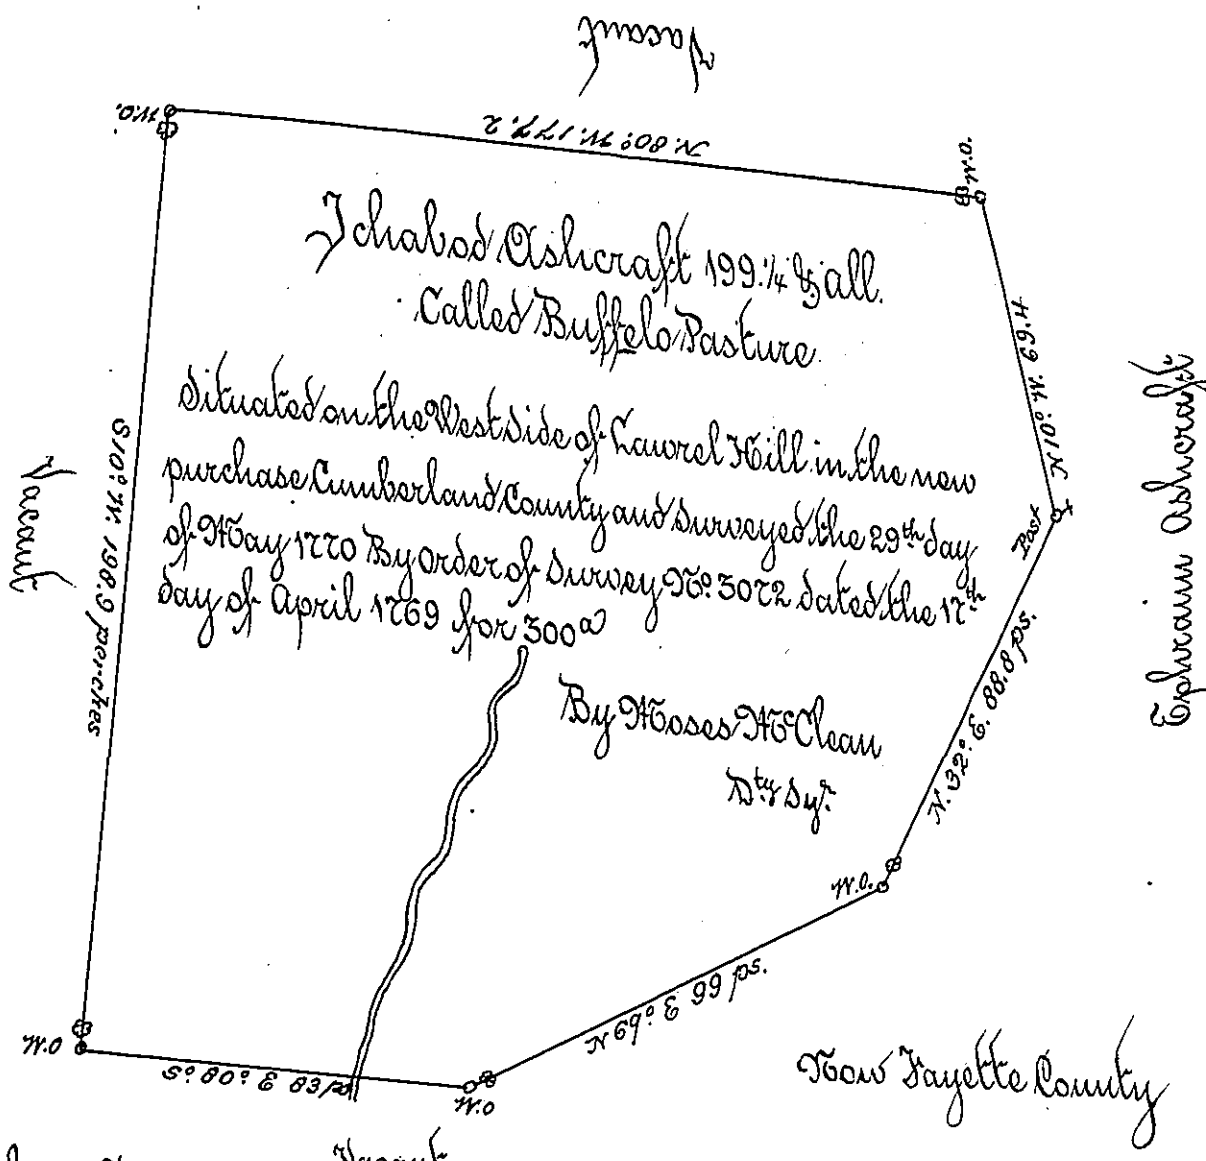 Vacant
W.O.
N. 80° W. 177.2
W.O.
Ichabod Ashcraft 199.¼ & all.
Called Buffelo Pasture
N 10° W. 69.4
Ephraim Ashcraft
Situated on the West Side of Laurel Hill in the new
purchase Cumberland County and Surveyed the 29th day
of May 1770 By Order of Survey No. 3072 dated the 17th
day of April 1769 for 300a
Vacant
S 10° W. 198.9 perches
Post
N. 32° E. 88.8 ps.
By Moses McClean
Dty Syr.
W.O.
N 69° E 99 ps.
W.O
S. 80° E 83 ps
W.O
Now Fayette County
Vacant